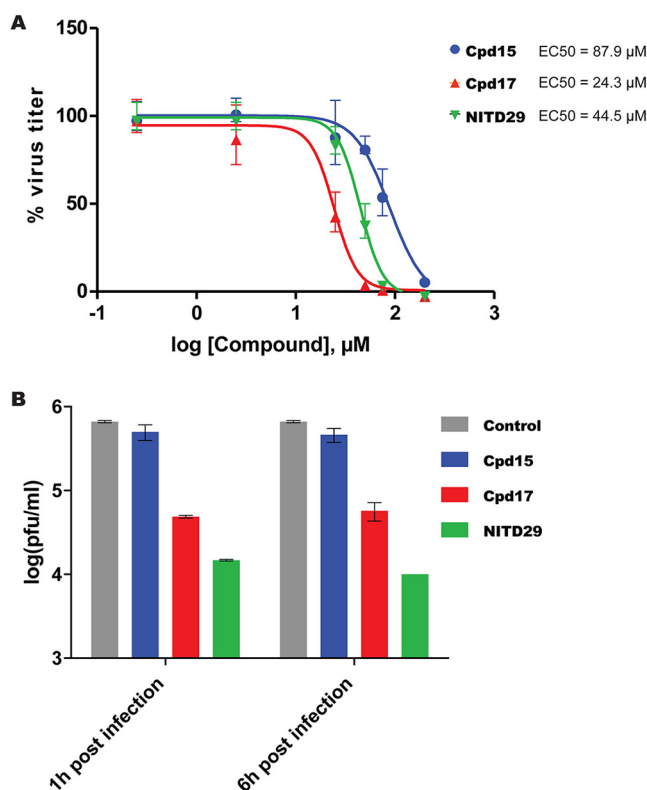 A
150
100
50
0
% virus titer
-1 0 1 2 3
log [Compound], µM
Cpd15 EC50 = 87.9 µM
Cpd17 EC50 = 24.3 µM
NITD29 EC50 = 44.5 µM
B
6
5
4
3
log(pfu/ml)
1h post infection
6h post infection
Control
Cpd15
Cpd17
NITD29